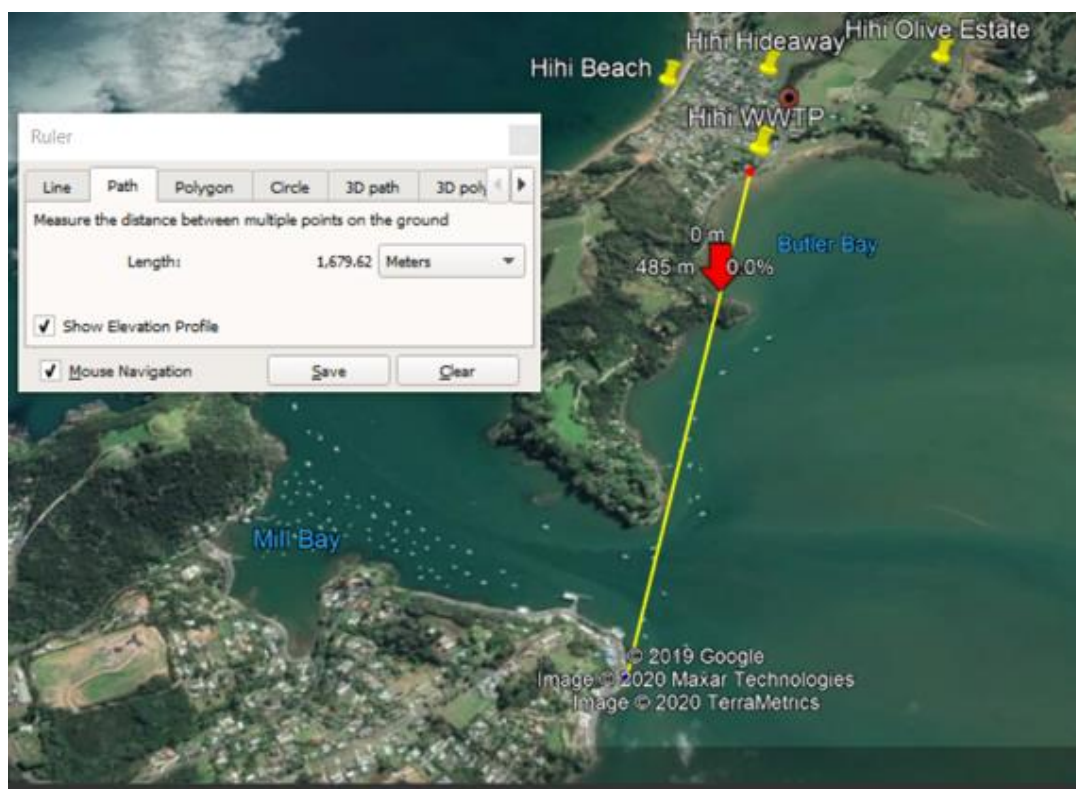 Hihi Hideaway
Hihi Olive Estate
Hihi Beach
Hihi WWTP
Ruler
Line Path Polygon Circle 3D path 3D poly
Measure the distance between multiple points on the ground
Length: 1,679.62 Meters
Show Elevation Profile
Mouse Navigation Save Clear
0 m
485 m 0.0%
Butler Bay
Mill Bay
© 2019 Google
Image © 2020 Maxar Technologies
Image © 2020 TerraMetrics